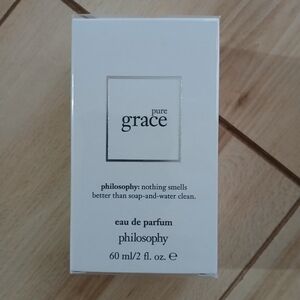 pure
grace
philosophy: nothing smells
better than soap-and-water clean.
eau de parfum
philosophy
60 ml/2 fl. oz. ℮